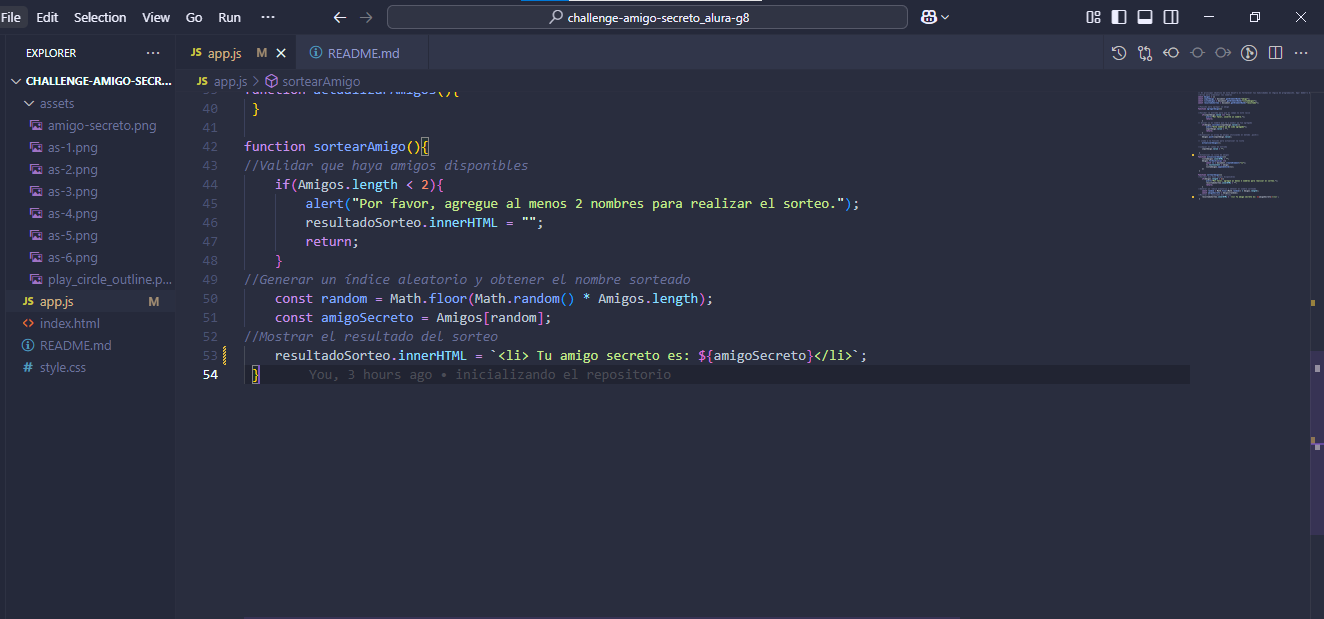 File Edit Selection View Go Run ··· challenge-amigo-secreto_alura-g8
EXPLORER ···
JS app.js M README.md
CHALLENGE-AMIGO-SECR...
JS app.js > sortearAmigo
assets
amigo-secreto.png
as-1.png
as-2.png
as-3.png
as-4.png
as-5.png
as-6.png
play_circle_outline.p...
JS app.js M
index.html
README.md
# style.css
39 function actualizarAmigos(){
40 }
41
42 function sortearAmigo(){
43 //Validar que haya amigos disponibles
44 if(Amigos.length < 2){
45 alert("Por favor, agregue al menos 2 nombres para realizar el sorteo.");
46 resultadoSorteo.innerHTML = "";
47 return;
48 }
49 //Generar un índice aleatorio y obtener el nombre sorteado
50 const random = Math.floor(Math.random() * Amigos.length);
51 const amigoSecreto = Amigos[random];
52 //Mostrar el resultado del sorteo
53 resultadoSorteo.innerHTML = `<li> Tu amigo secreto es: ${amigoSecreto}</li>`;
54 } You, 3 hours ago • inicializando el repositorio